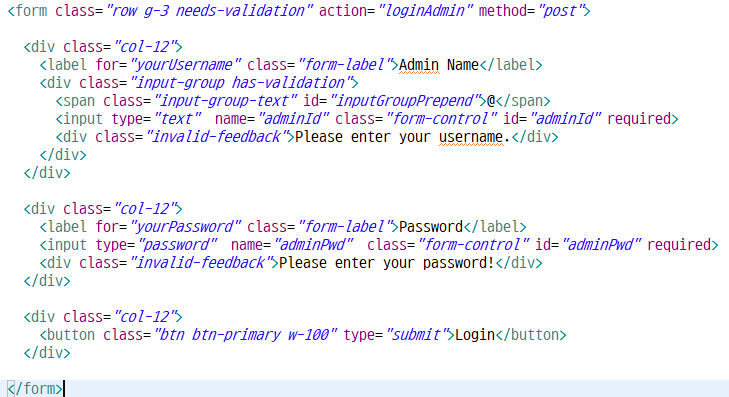 <form class="row g-3 needs-validation" action="loginAdmin" method="post">
<div class="col-12">
<label for="yourUsername" class="form-label">Admin Name</label>
<div class="input-group has-validation">
<span class="input-group-text" id="inputGroupPrepend">@</span>
<input type="text"  name="adminId" class="form-control" id="adminId" required>
<div class="invalid-feedback">Please enter your username.</div>
</div>
</div>
<div class="col-12">
<label for="yourPassword" class="form-label">Password</label>
<input type="password"  name="adminPwd"  class="form-control" id="adminPwd" required>
<div class="invalid-feedback">Please enter your password!</div>
</div>
<div class="col-12">
<button class="btn btn-primary w-100" type="submit">Login</button>
</div>
</form>